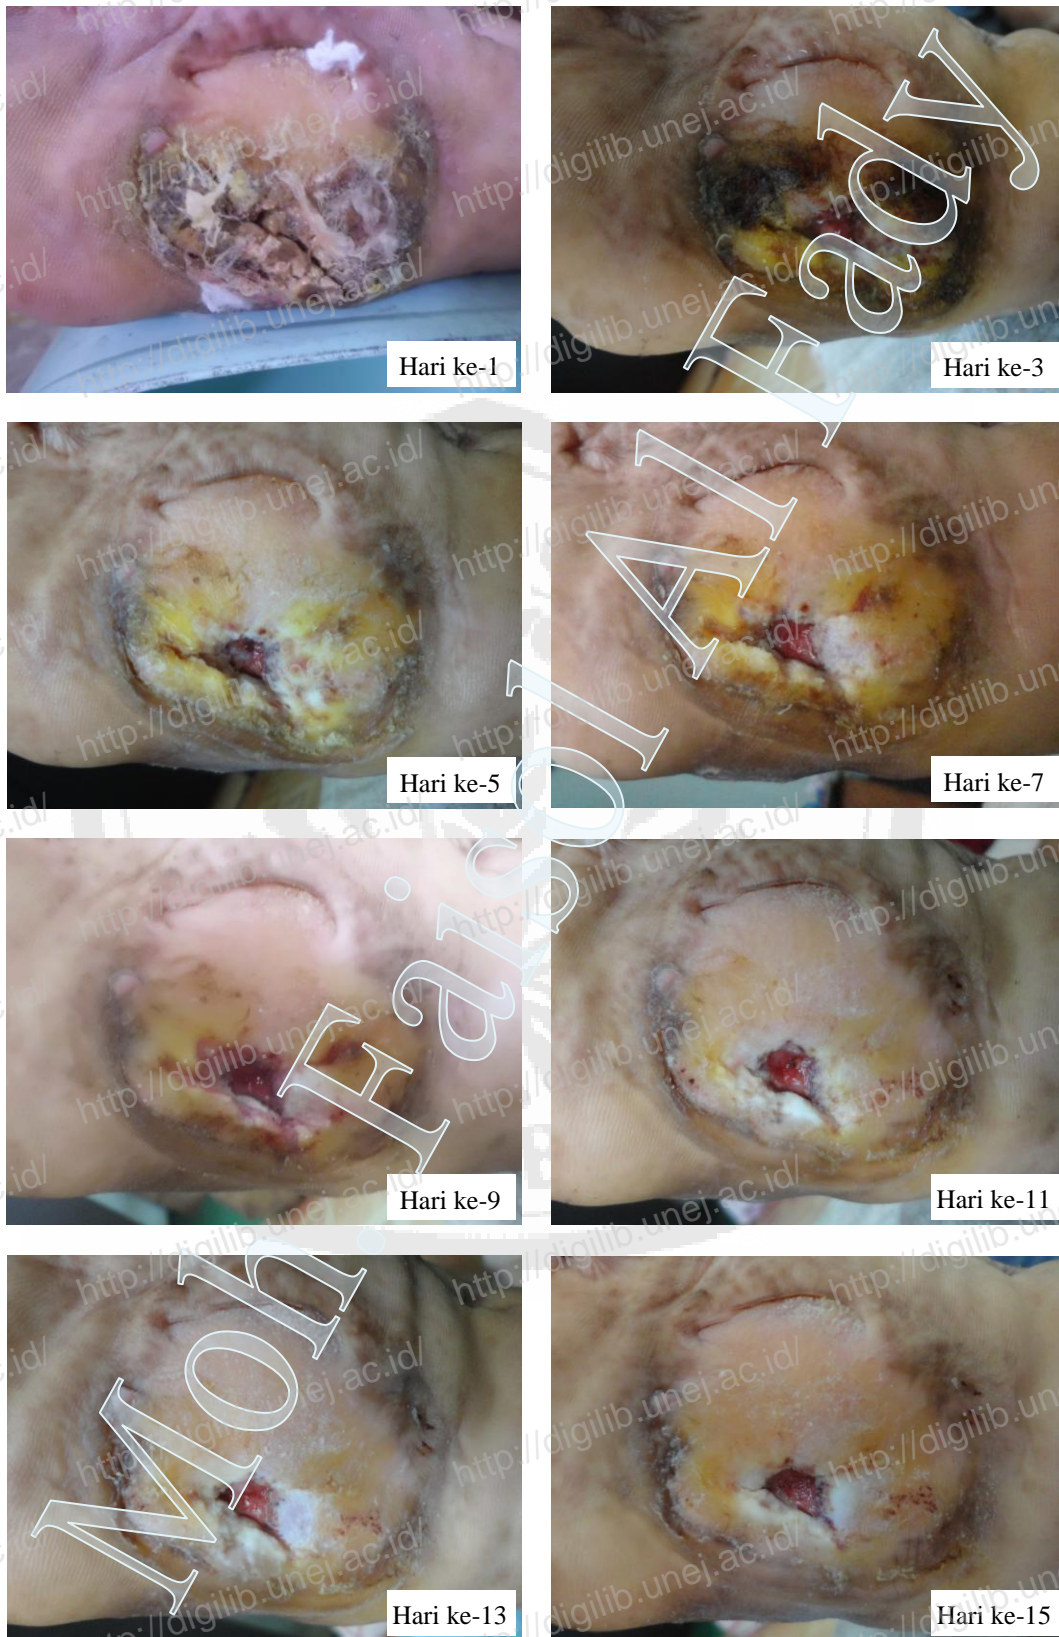 Hari ke-1
Hari ke-3
Hari ke-5
Hari ke-7
Hari ke-9
Hari ke-11
Hari ke-13
Hari ke-15
Moh. Faisol Al Fady
http://digilib.unej.ac.id/